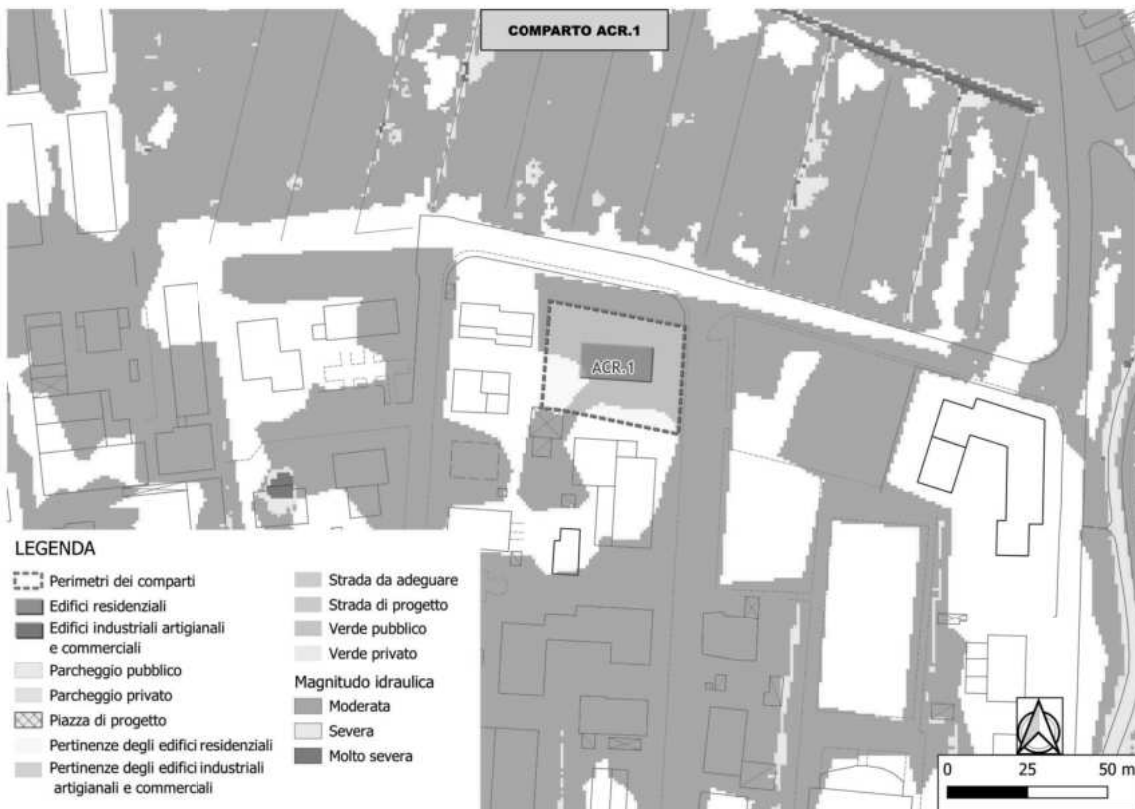 COMPARTO ACR.1
ACR.1
LEGENDA
Perimetri dei comparti
Edifici residenziali
Edifici industriali artigianali
e commerciali
Parcheggio pubblico
Parcheggio privato
Piazza di progetto
Pertinenze degli edifici residenziali
Pertinenze degli edifici industriali
artigianali e commerciali
Strada da adeguare
Strada di progetto
Verde pubblico
Verde privato
Magnitudo idraulica
Moderata
Severa
Molto severa
0 25 50 m